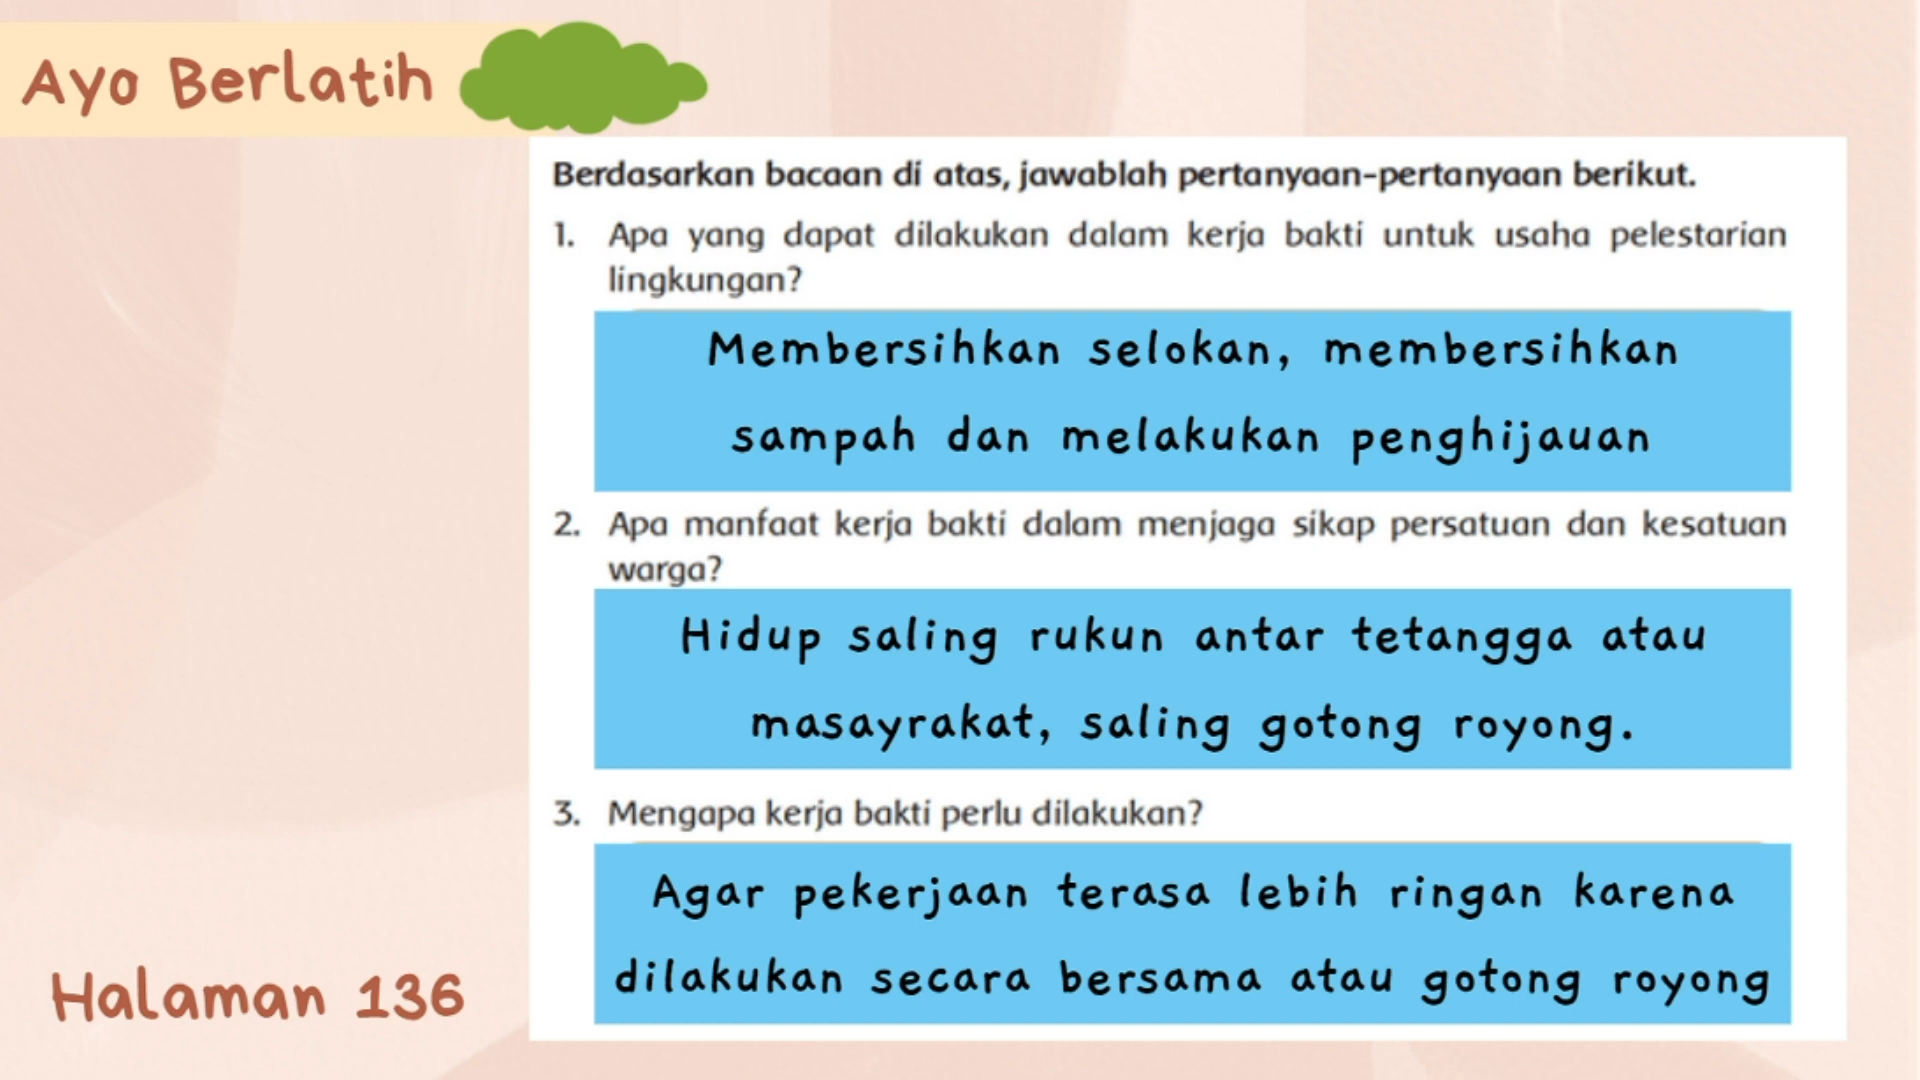 Ayo Berlatih
Berdasarkan bacaan di atas, jawablah pertanyaan-pertanyaan berikut.
1. Apa yang dapat dilakukan dalam kerja bakti untuk usaha pelestarian
lingkungan?
Membersihkan selokan, membersihkan
sampah dan melakukan penghijauan
2. Apa manfaat kerja bakti dalam menjaga sikap persatuan dan kesatuan
warga?
Hidup saling rukun antar tetangga atau
masayrakat, saling gotong royong.
3. Mengapa kerja bakti perlu dilakukan?
Agar pekerjaan terasa lebih ringan karena
dilakukan secara bersama atau gotong royong
Halaman 136